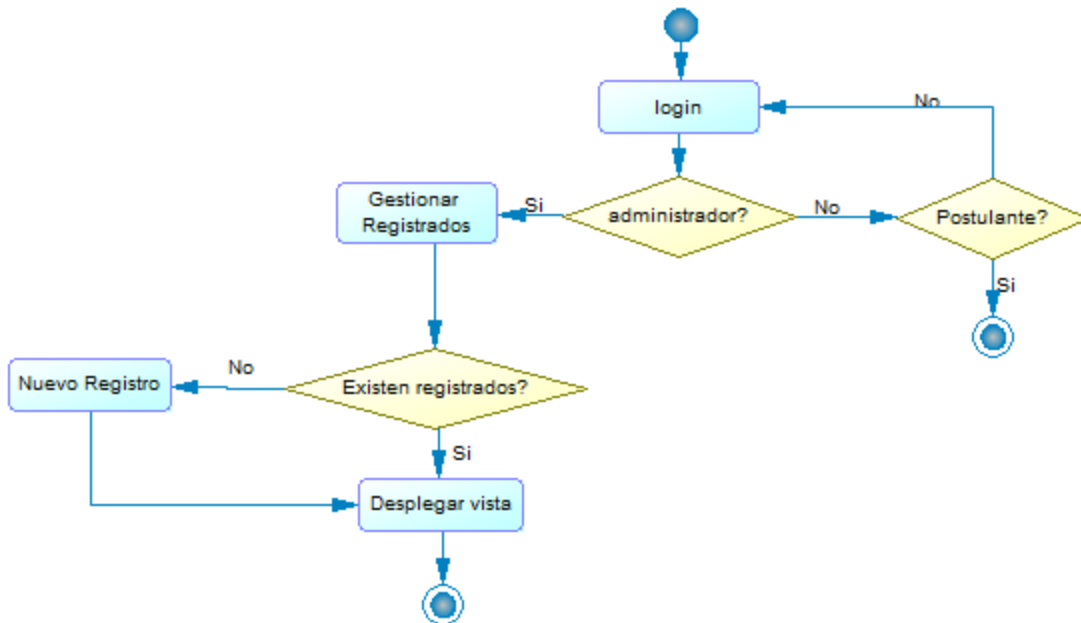 login
No
Gestionar
Registrados
Si
administrador?
No
Postulante?
Si
Nuevo Registro
No
Existen registrados?
Si
Desplegar vista